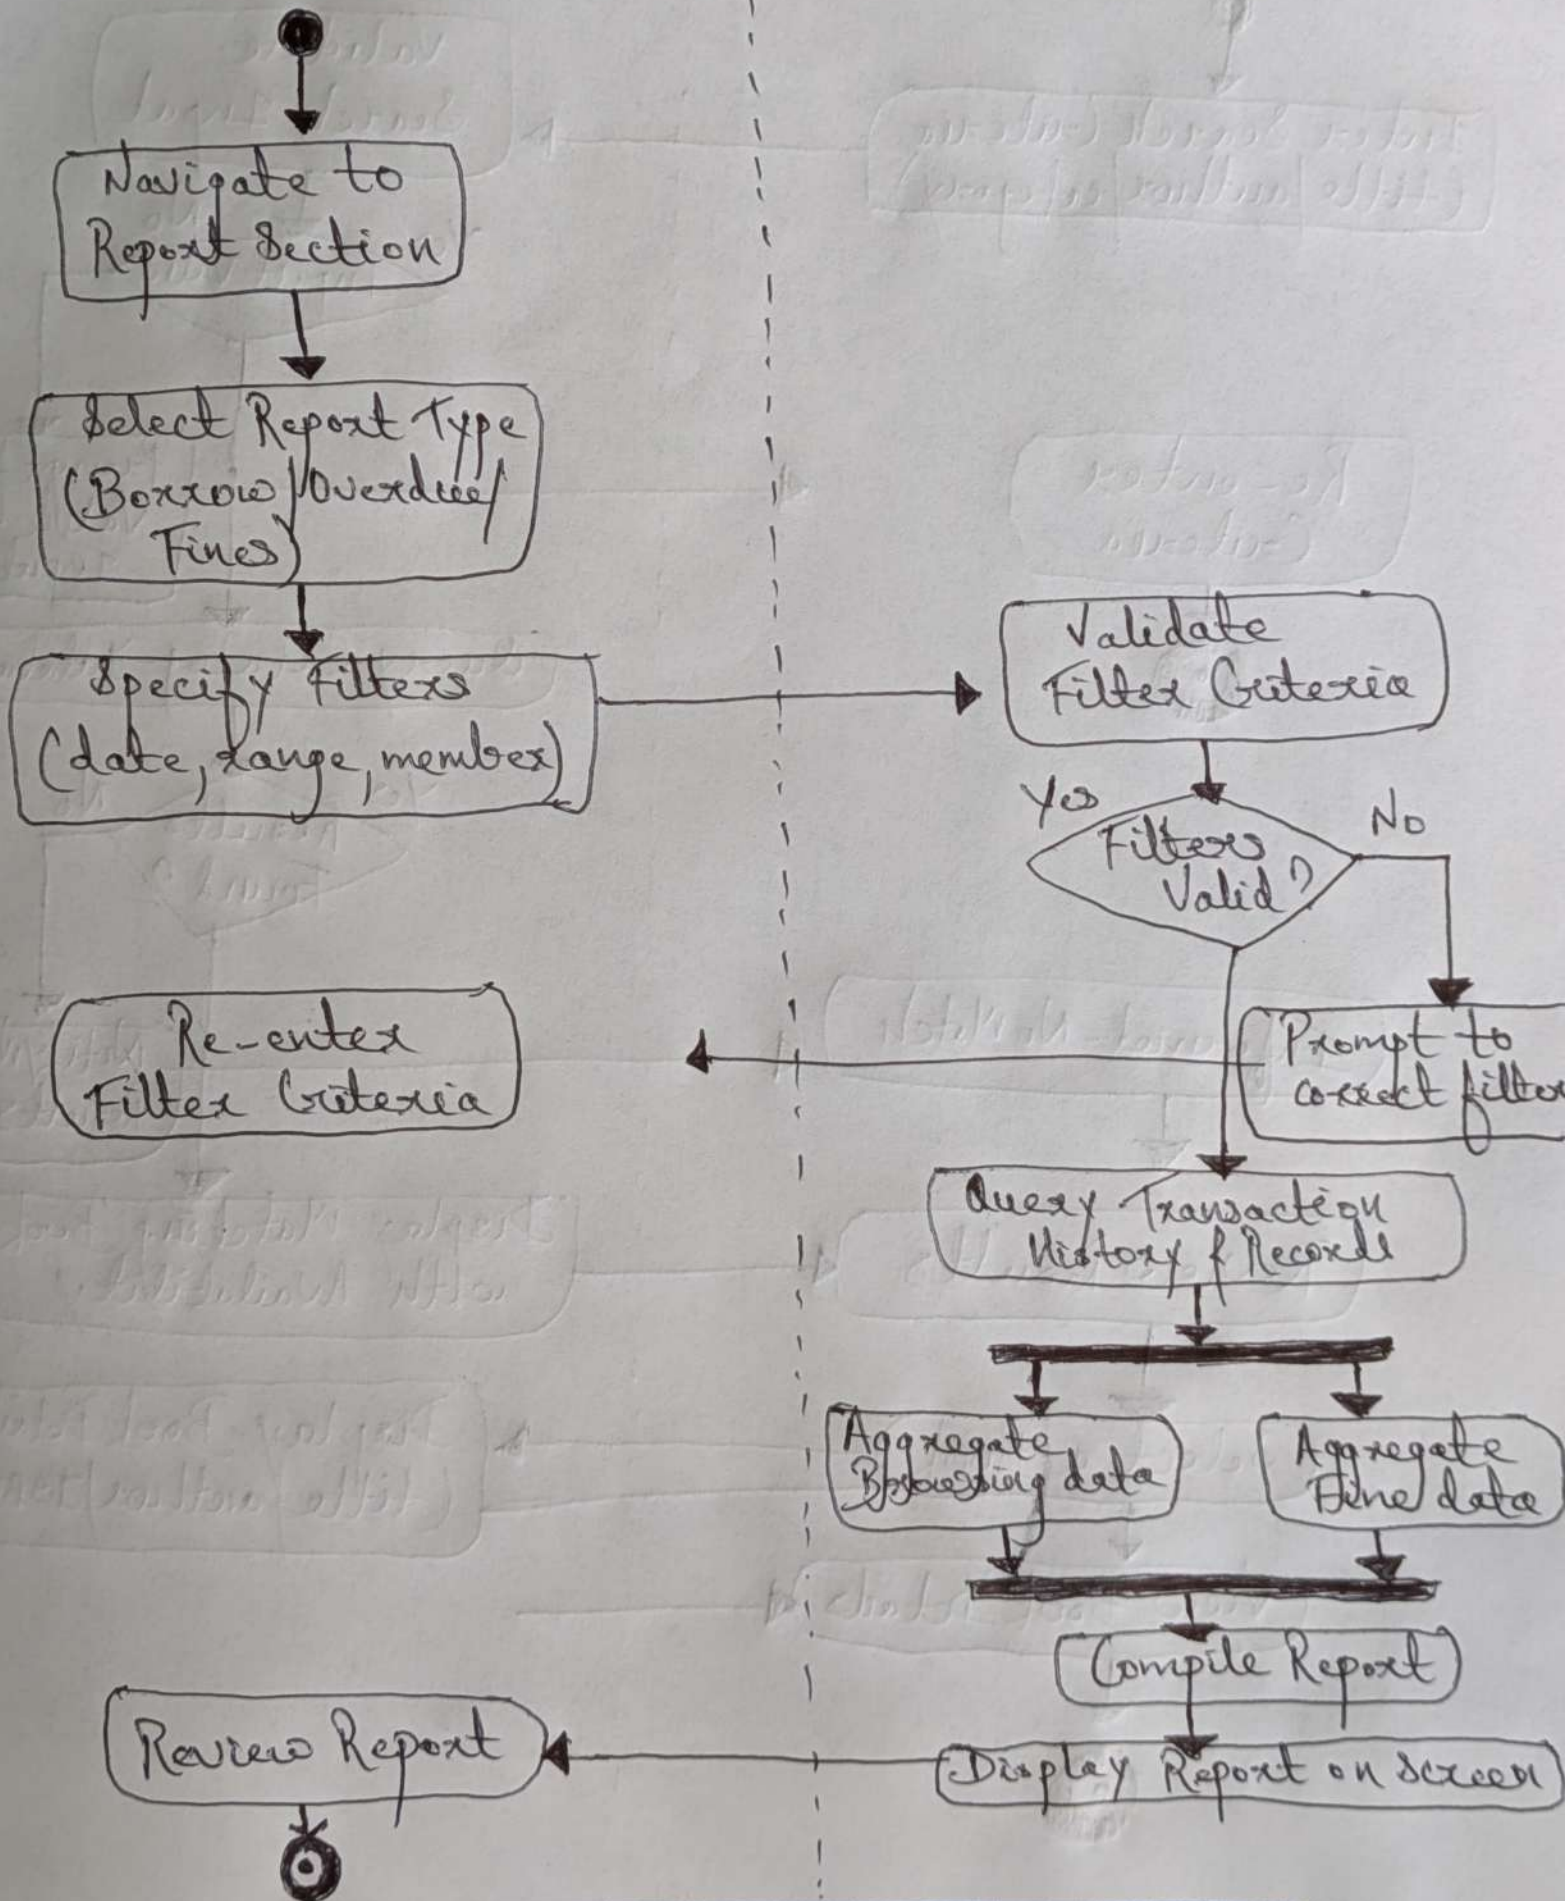 Navigate to
Report Section
Select Report Type
(Borrow/Overdue/
Fines)
Specify Filters
(date, range, member)
Validate
Filter Criteria
Yes
No
Filters
Valid?
Re-enter
Filter Criteria
Prompt to
correct filter
Query Transaction
History & Records
Aggregate
data
Aggregate
Fine data
Compile Report
Display Report on screen
Review Report